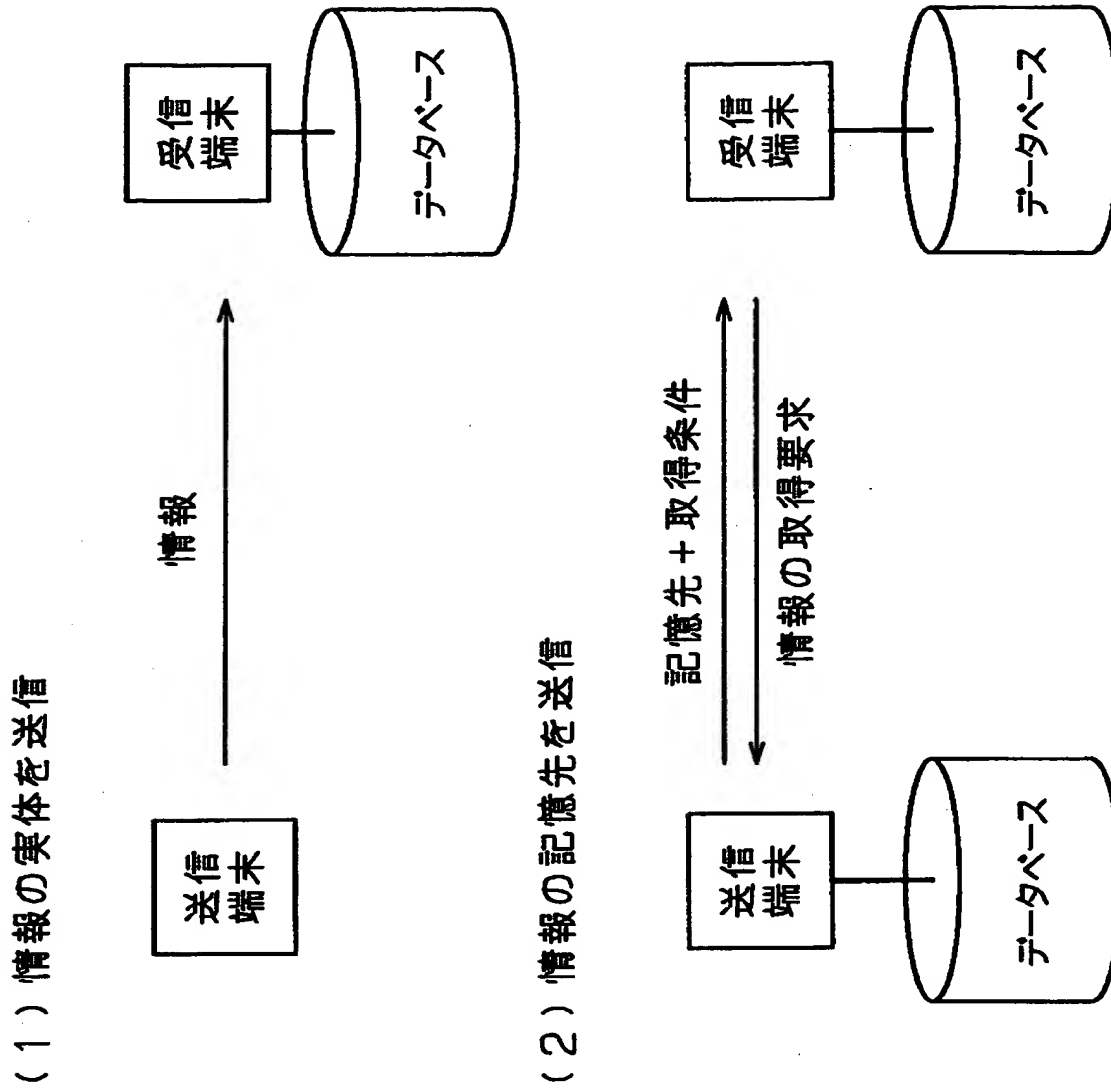 (1) 情報の実体を送信
送信
端末
情報
受信
端末
データベース
(2) 情報の記憶先を送信
送信
端末
データベース
記憶先+取得条件
情報の取得要求
受信
端末
データベース